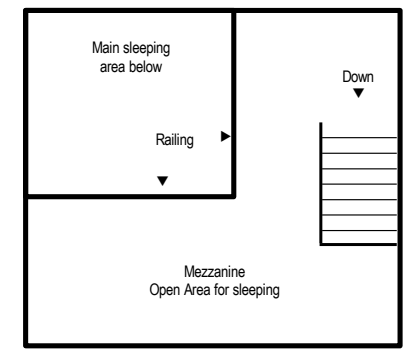 Main sleeping
area below
Down
Railing
Mezzanine
Open Area for sleeping